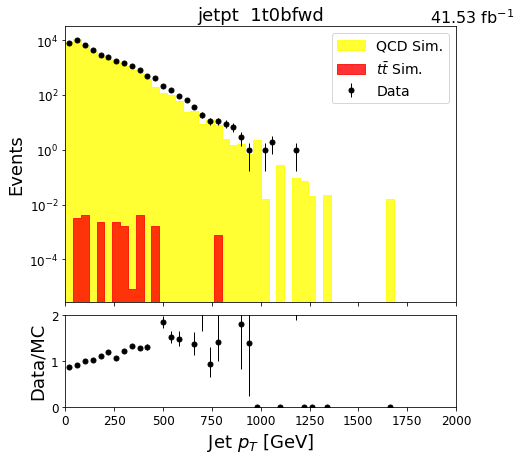 jetpt 1t0bfwd
41.53 fb⁻¹
QCD Sim.
tt̄ Sim.
Data
Events
10⁴
10²
10⁰
10⁻²
10⁻⁴
Data/MC
2
1
0
0 250 500 750 1000 1250 1500 1750 2000
Jet p_T [GeV]